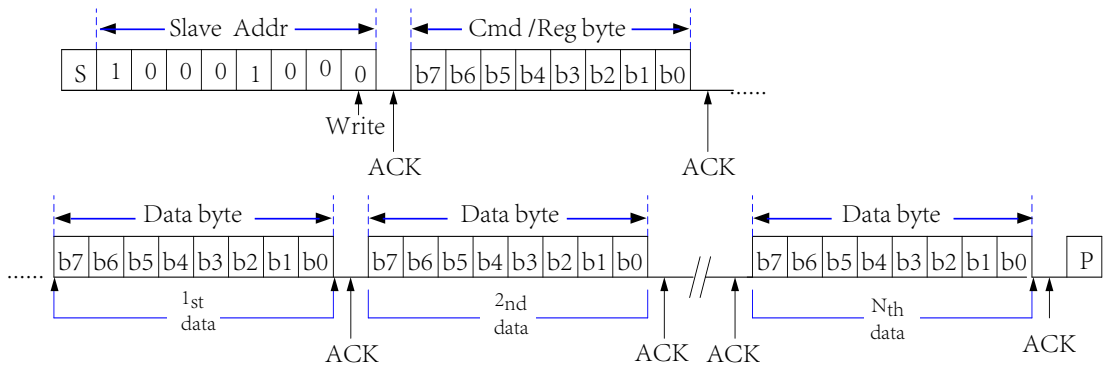 Slave Addr Cmd /Reg byte
S 1 0 0 0 1 0 0 0 b7 b6 b5 b4 b3 b2 b1 b0
......
Write
ACK ACK
Data byte Data byte Data byte
...... b7 b6 b5 b4 b3 b2 b1 b0 b7 b6 b5 b4 b3 b2 b1 b0 // b7 b6 b5 b4 b3 b2 b1 b0 P
1st 2nd Nth
data data data
ACK ACK ACK ACK